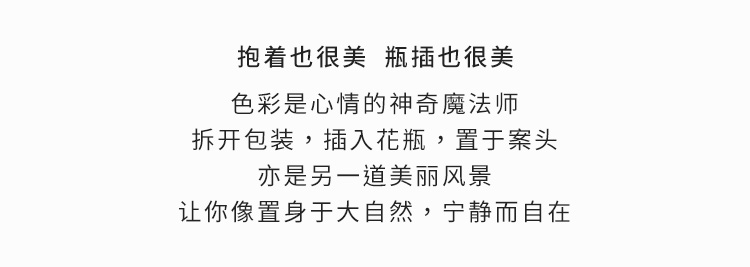 抱着也很美 瓶插也很美
色彩是心情的神奇魔法师
拆开包装，插入花瓶，置于案头
亦是另一道美丽风景
让你像置身于大自然，宁静而自在